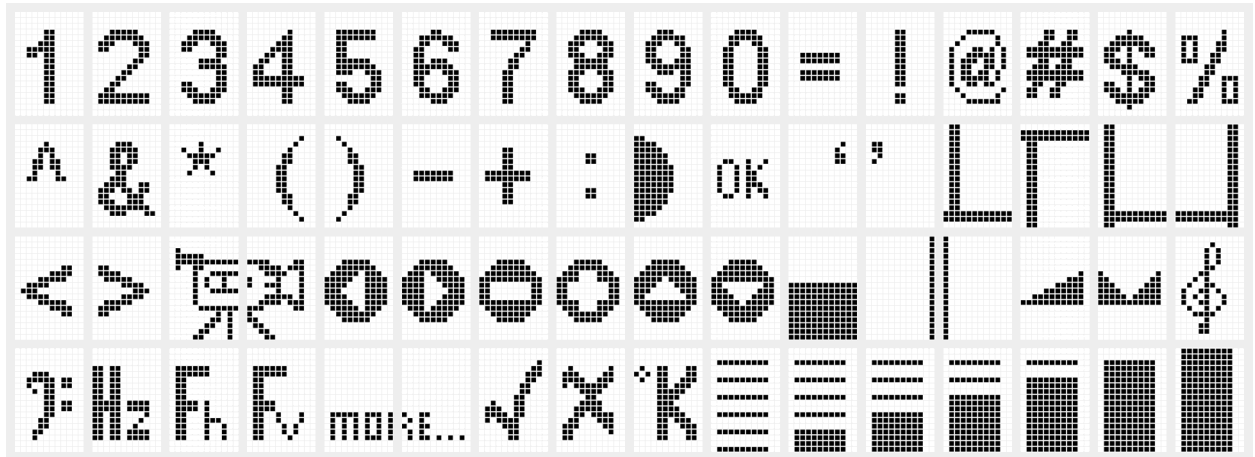 1 2 3 4 5 6 7 8 9 0 = ! @ # $ %
^ & * ( ) - + : OK ‘ ’
< >
Hz Fh Fv MORE... √ X °K